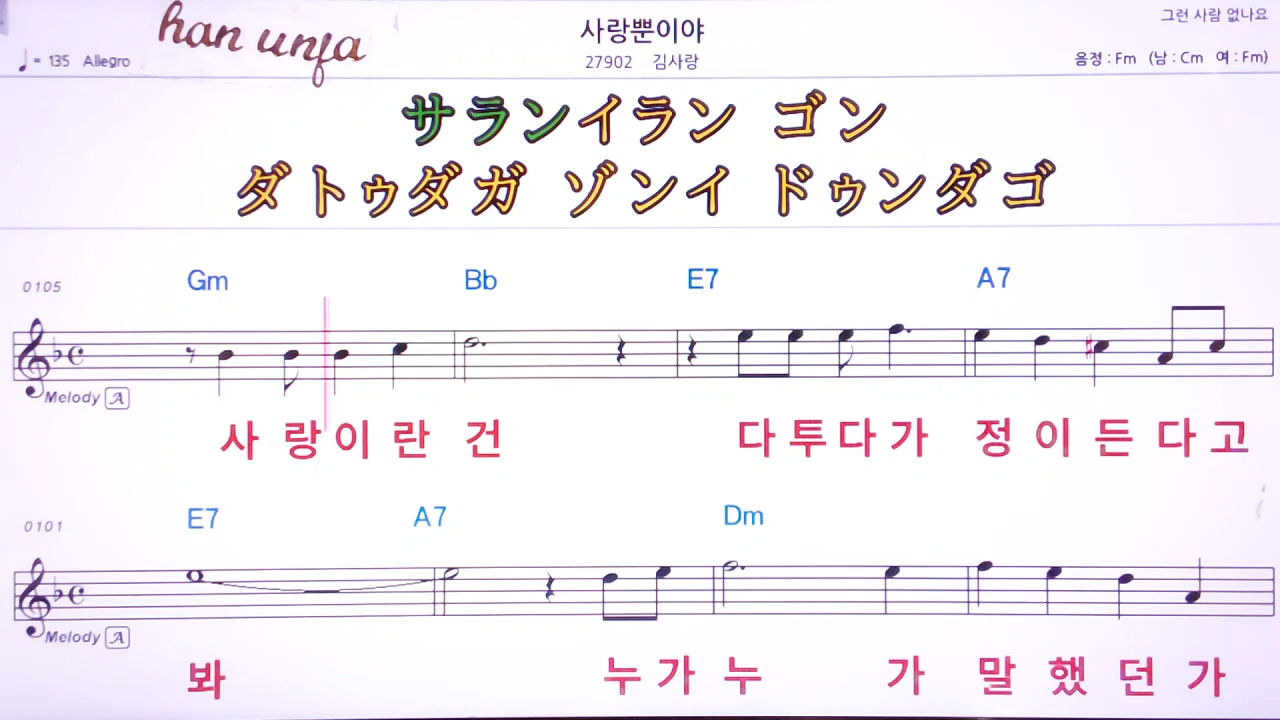 그런 사람 없나요
han unfa
사랑뿐이야
♩= 135 Allegro
27902 김사랑
음정 : Fm (남 : Cm 여 : Fm)
サランイラン ゴン
ダトゥダガ ゾンイ ドゥンダゴ
0105 Gm Bb E7 A7
Melody A
사 랑 이 란 건 다 투 다 가 정 이 든 다 고
0101 E7 A7 Dm
Melody A
봐 누 가 누 가 말 했 던 가